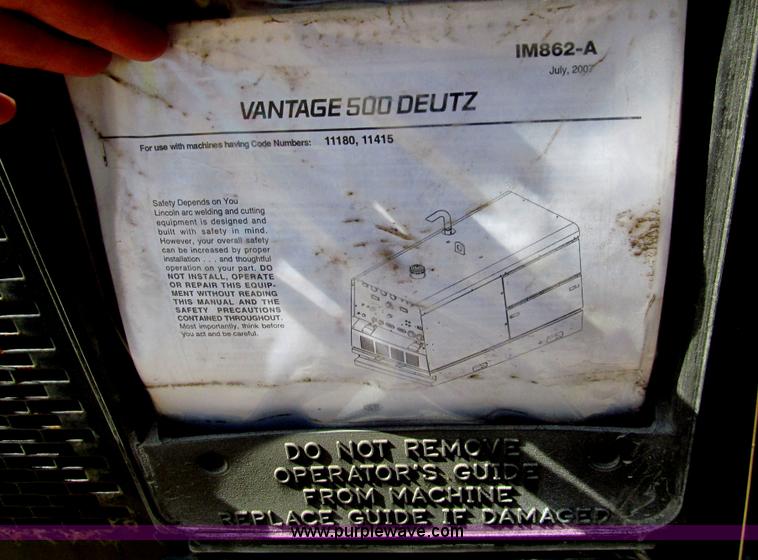 IM862-A
July, 2007
VANTAGE 500 DEUTZ
For use with machines having Code Numbers: 11180, 11415
Safety Depends on You
Lincoln arc welding and cutting
equipment is designed and
built with safety in mind.
However, your overall safety
can be increased by proper
installation . . . and thoughtful
operation on your part. DO
NOT INSTALL, OPERATE
OR REPAIR THIS EQUIP-
MENT WITHOUT READING
THIS MANUAL AND THE
SAFETY PRECAUTIONS
CONTAINED THROUGHOUT.
Most importantly, think before
you act and be careful.
DO NOT REMOVE
OPERATOR'S GUIDE
FROM MACHINE
REPLACE GUIDE IF DAMAGED
www.purplewave.com